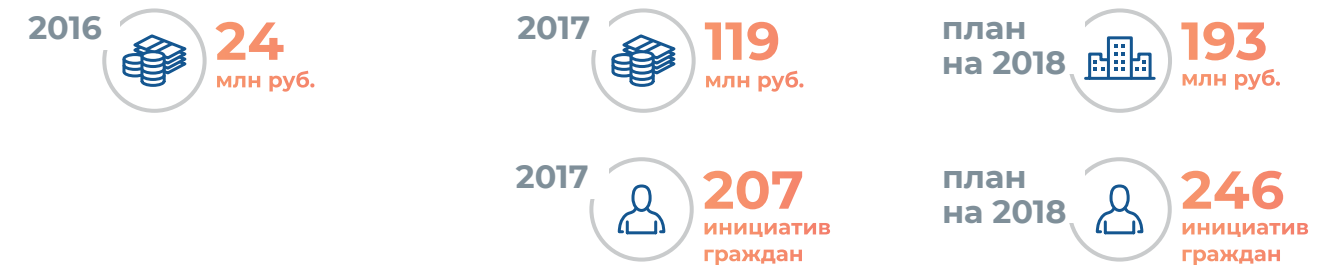 2016
24
млн руб.
2017
119
млн руб.
план
на 2018
193
млн руб.
2017
207
инициатив
граждан
план
на 2018
246
инициатив
граждан